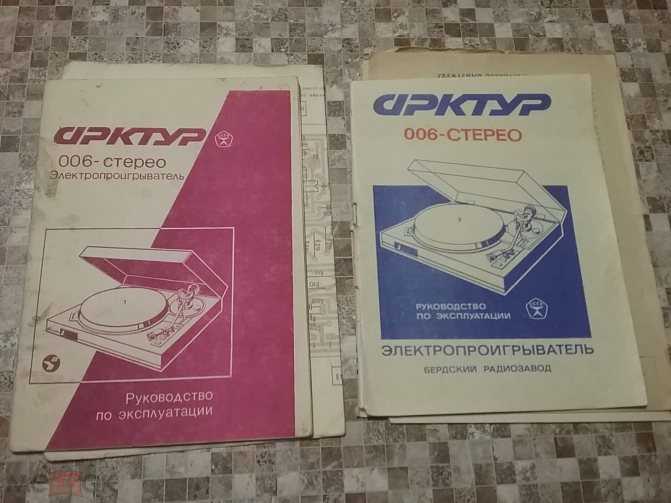 АРКТУР
006-стерео
Электропроигрыватель
Руководство
по эксплуатации
АРКТУР
006-СТЕРЕО
РУКОВОДСТВО
ПО ЭКСПЛУАТАЦИИ
ЭЛЕКТРОПРОИГРЫВАТЕЛЬ
БЕРДСКИЙ РАДИОЗАВОД